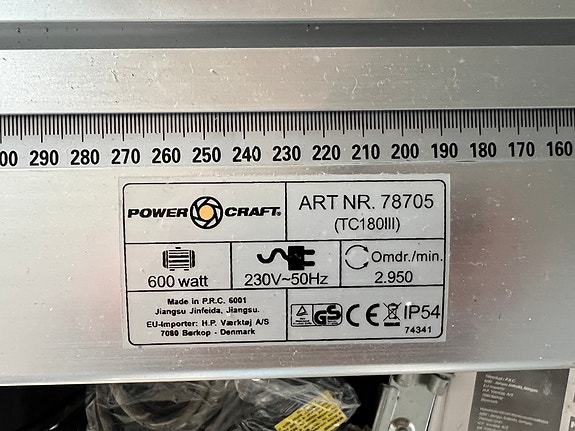 00 290 280 270 260 250 240 230 220 210 200 190 180 170 160
POWER CRAFT®
ART NR. 78705
(TC180III)
600 watt
230V~50Hz
Omdr./min.
2.950
Made in P.R.C. 6001
Jiangsu Jinfeida, Jiangsu.
EU-Importer: H.P. Værktøj A/S
7080 Børkop - Denmark
GS CE IP54
74341